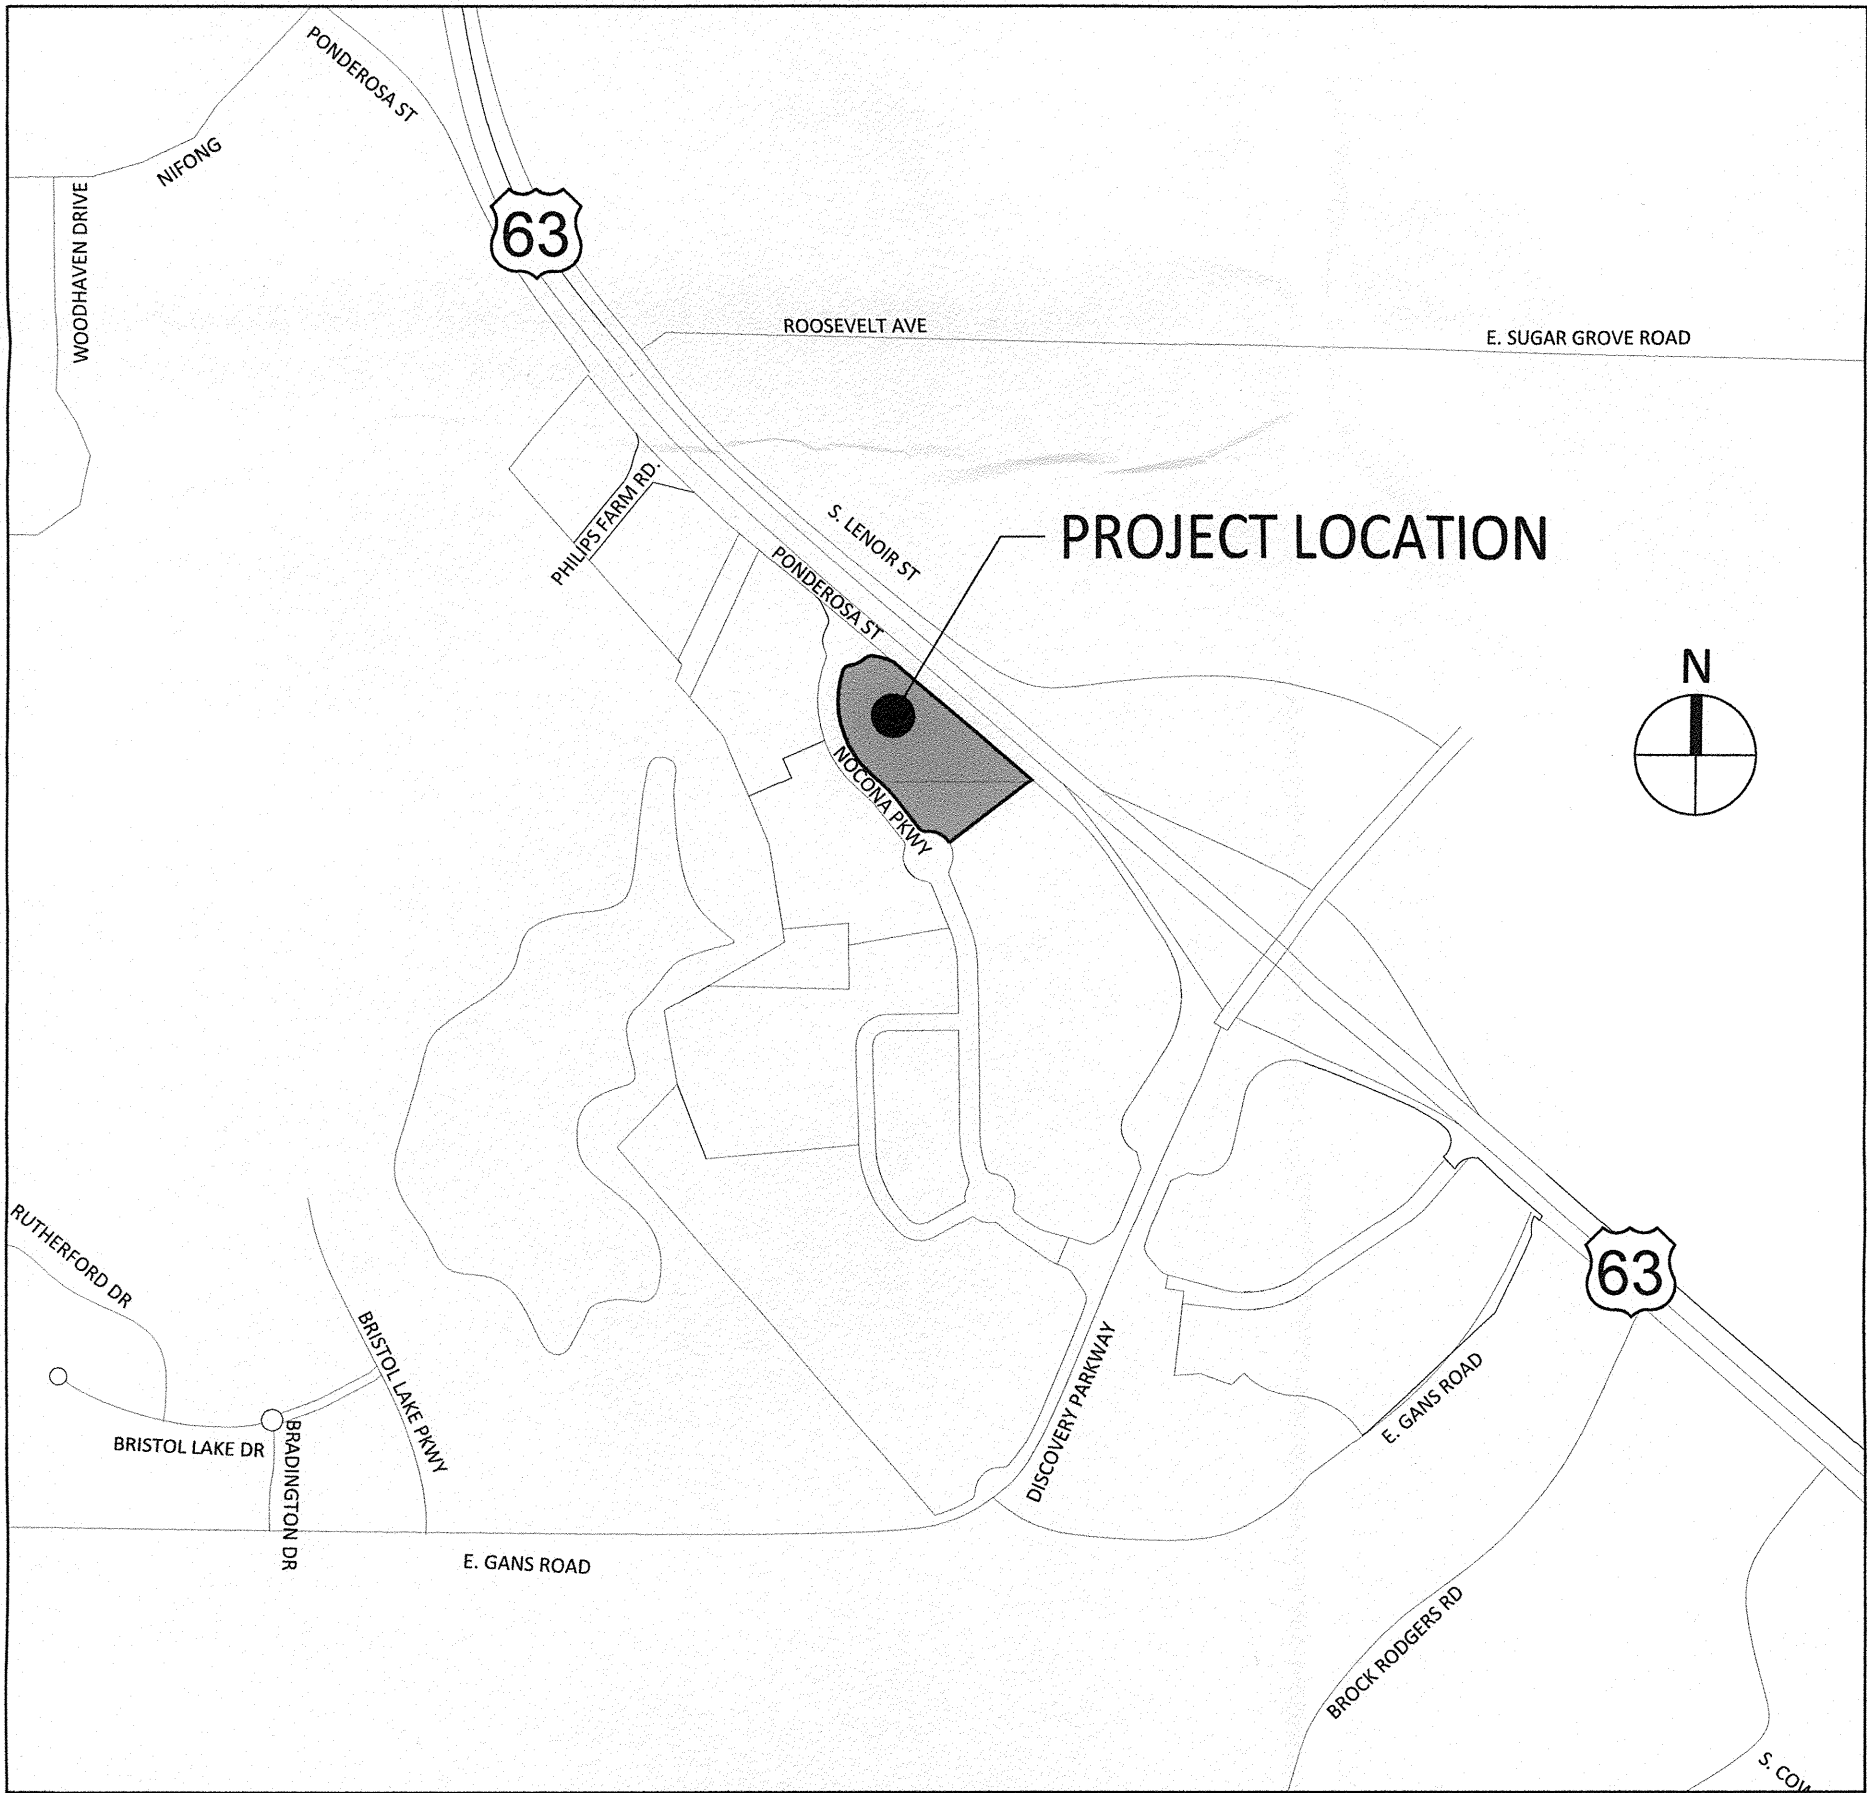 PONDEROSA ST
NIFONG
WOODHAVEN DRIVE
63
ROOSEVELT AVE
E. SUGAR GROVE ROAD
PHILIPS FARM RD.
S. LENOIR ST
PROJECT LOCATION
PONDEROSA ST
N
NOCONA PKWY
RUTHERFORD DR
63
BRISTOL LAKE PKWY
DISCOVERY PARKWAY
E. GANS ROAD
BRISTOL LAKE DR
BRADINGTON DR
E. GANS ROAD
BROCK RODGERS RD
S.